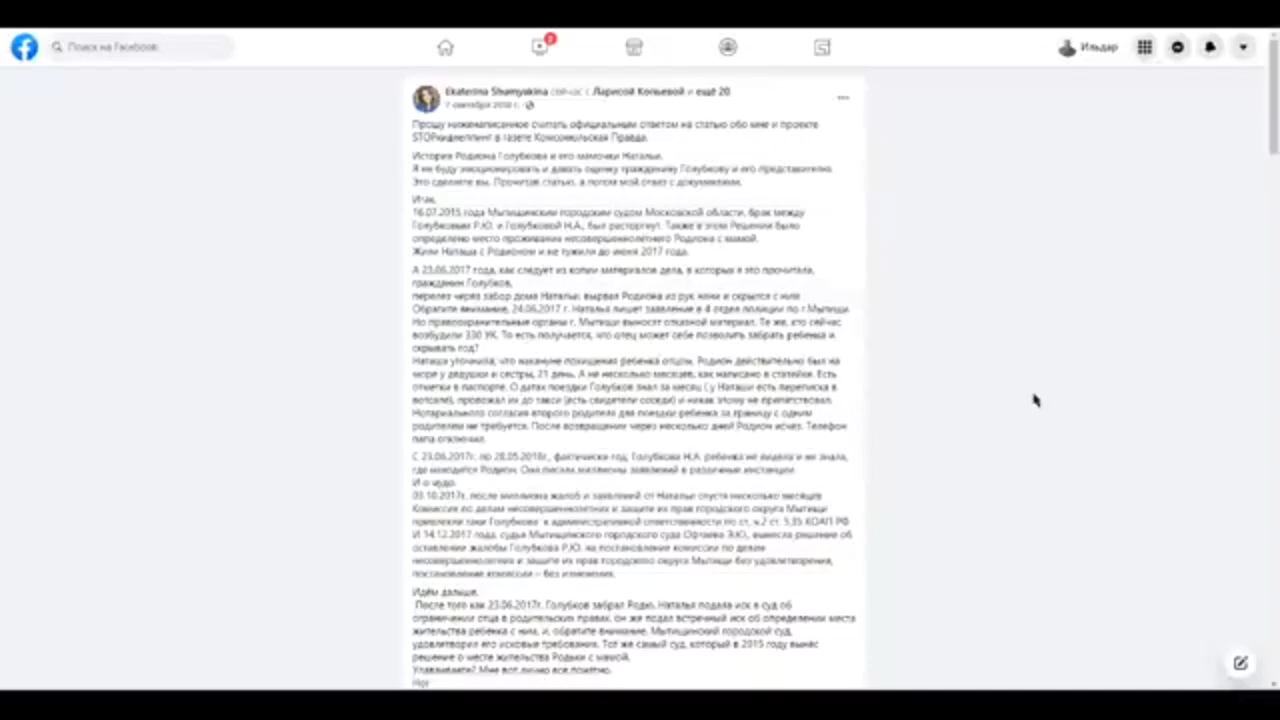 Поиск на Facebook
2
Ильдар
Ekaterina Shumyakina сейчас с Ларисой Копьевой и ещё 20.
7 сентября 2018 г.
Прошу ниженаписанное считать официальным ответом на статью обо мне и проекте
STOPкиднеппинг в газете Комсомольская Правда.
История Родиона Голубкова и его мамочки Натальи.
Я не буду эмоционировать и давать оценку гражданину Голубкову и его представителю.
Это сделаете вы. Прочитав статью, а потом мой ответ с документами.
Итак,
16.07.2015 года Мытищинским городским судом Московской области, брак между
Голубковым Р.Ю. и Голубковой Н.А., был расторгнут. Также в этом Решении было
определено место проживания несовершеннолетнего Родиона с мамой.
Жили Наташа с Родионом и не тужили до июня 2017 года.
А 23.06.2017 года, как следует из копии материалов дела, в которых я это прочитала,
гражданин Голубков,
перелез через забор дома Натальи, вырвал Родиона из рук няни и скрылся с ним
Обратите внимание, 24.06.2017 г. Наталья пишет заявление в 4 отдел полиции по г.Мытищи.
Но правоохранительные органы г. Мытищи выносят отказной материал. Те же, кто сейчас
возбудили 330 УК. То есть получается, что отец может себе позволить забрать ребенка и
скрывать год?
Наташа уточнила, что накануне похищения ребенка отцом, Родион действительно был на
море у дедушки и сестры, 21 день. А не несколько месяцев, как написано в статейке. Есть
отметки в паспорте. О датах поездки Голубков знал за месяц ( у Наташи есть переписка в
вотсапе), провожал их до такси (есть свидетели соседи) и никак этому не препятствовал.
Нотариального согласия второго родителя для поездки ребенка за границу с одним
родителем не требуется. После возвращения через несколько дней Родион исчез. Телефон
папа отключил.
С 23.06.2017г. по 28.05.2018г., фактически год, Голубкова Н.А. ребенка не видела и не знала,
где находится Родион. Она писала миллионы заявлений в различные инстанции.
И о чудо.
03.10.2017г. после миллиона жалоб и заявлений от Натальи спустя несколько месяцев
Комиссия по делам несовершеннолетних и защите их прав городского округа Мытищи
привлекли таки Голубкова к административной ответственности по ст, ч.2 ст. 5.35 КОАП РФ
И 14.12.2017 года, судья Мытищинского городского суда Э.Ю., вынесла решение об
оставление жалобы Голубкова Р.Ю. на постановление комиссии по делам
несовершеннолетних и защите их прав городского округа Мытищи без удовлетворения,
постановление комиссии – без изменения.
Идём дальше.
После того как 23.06.2017г. Голубков забрал Родю, Наталья подала иск в суд об
ограничении отца в родительских правах, он же подал встречный иск об определении места
жительства ребенка с ним, и, обратите внимание, Мытищинский городской суд,
удовлетворил его исковые требования. Тот же самый суд, который в 2015 году вынес
решение о месте жительства Родьки с мамой.
Улавливаете? Мне вот лично все понятно.
Но!